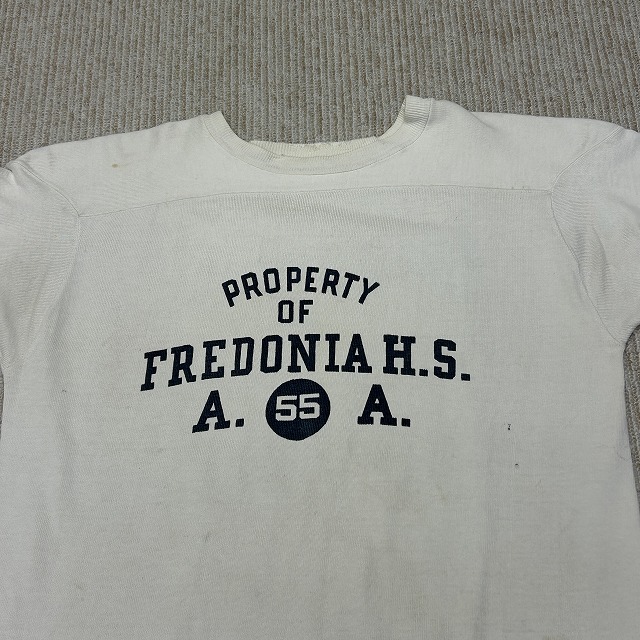 PROPERTY
OF
FREDONIA H.S.
A. 55 A.